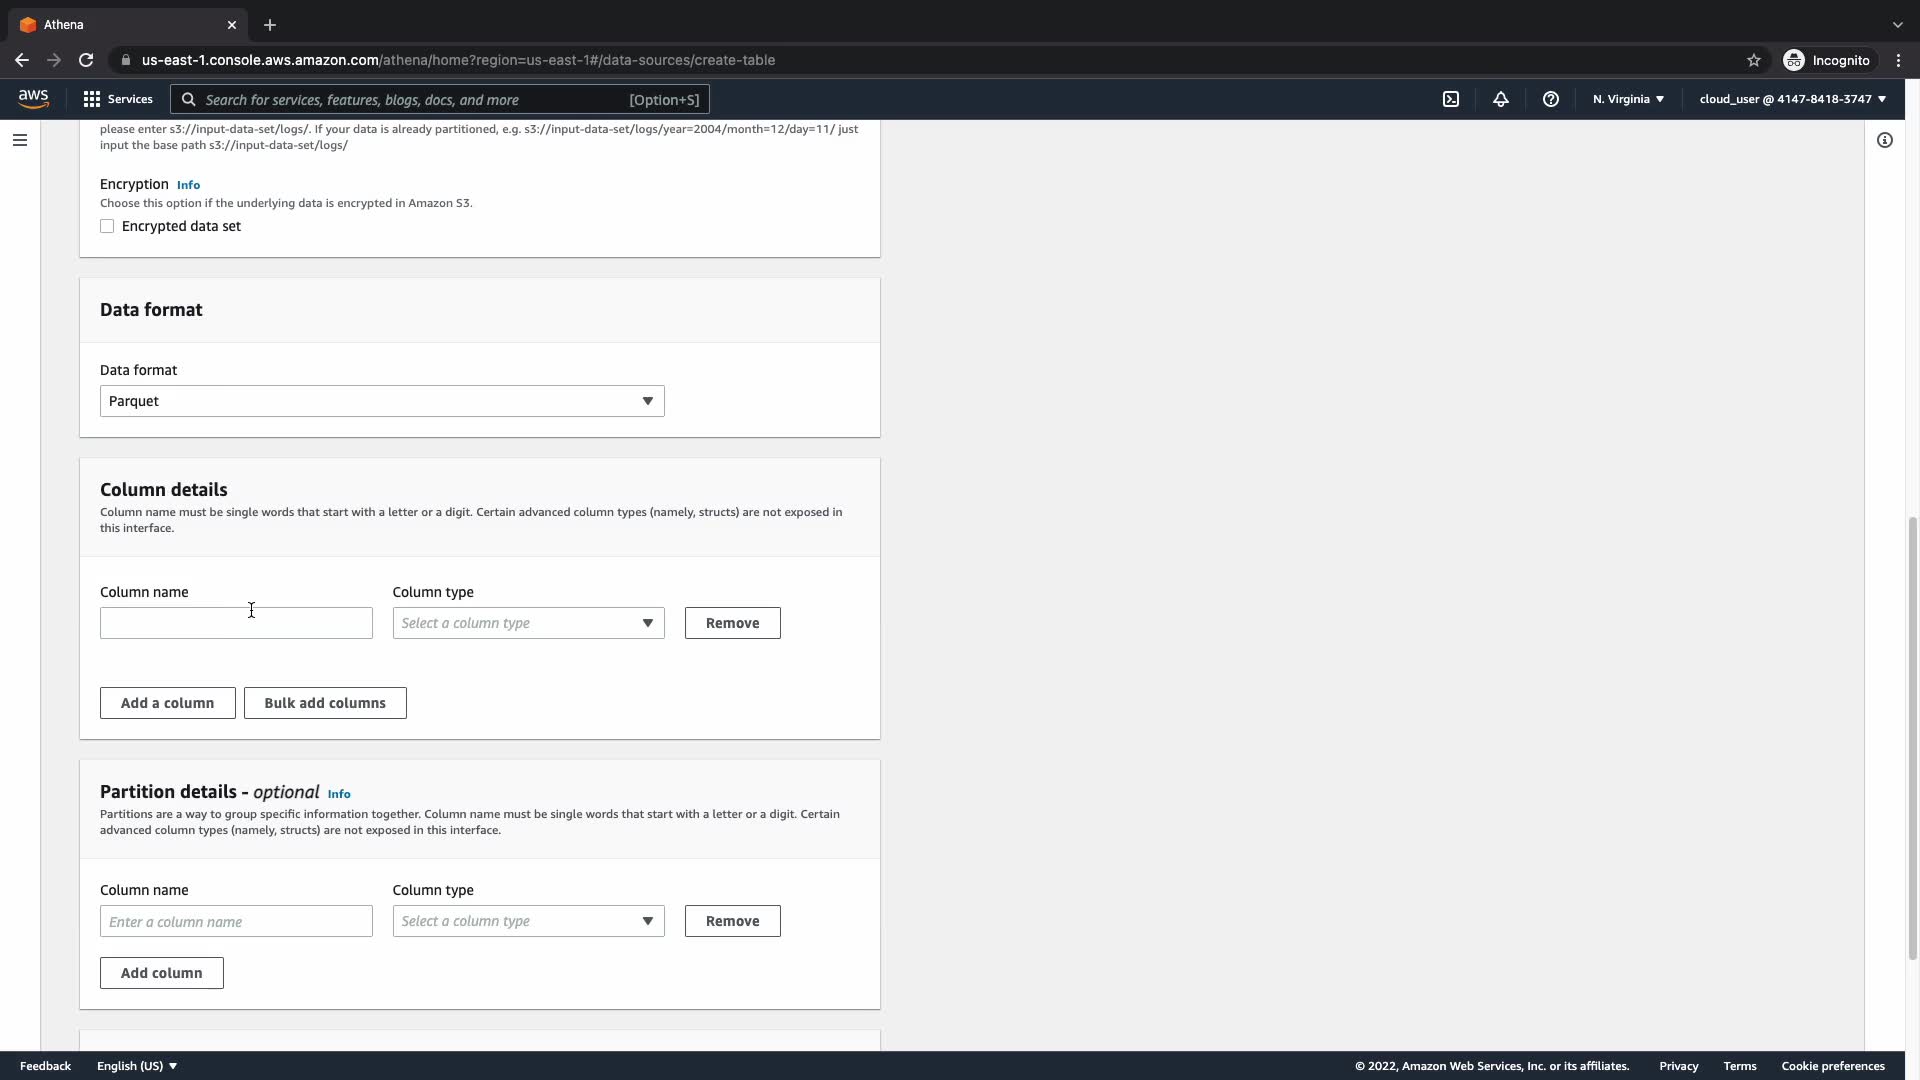 Athena
us-east-1.console.aws.amazon.com/athena/home?region=us-east-1#/data-sources/create-table
Incognito
aws
Services
Search for services, features, blogs, docs, and more
[Option+S]
N. Virginia
cloud_user @ 4147-8418-3747
please enter s3://input-data-set/logs/. If your data is already partitioned, e.g. s3://input-data-set/logs/year=2004/month=12/day=11/ just
input the base path s3://input-data-set/logs/
Encryption Info
Choose this option if the underlying data is encrypted in Amazon S3.
Encrypted data set
Data format
Data format
Parquet
Column details
Column name must be single words that start with a letter or a digit. Certain advanced column types (namely, structs) are not exposed in
this interface.
Column name
Column type
Select a column type
Remove
Add a column
Bulk add columns
Partition details - optional Info
Partitions are a way to group specific information together. Column name must be single words that start with a letter or a digit. Certain
advanced column types (namely, structs) are not exposed in this interface.
Column name
Column type
Enter a column name
Select a column type
Remove
Add column
Feedback
English (US)
© 2022, Amazon Web Services, Inc. or its affiliates.
Privacy
Terms
Cookie preferences